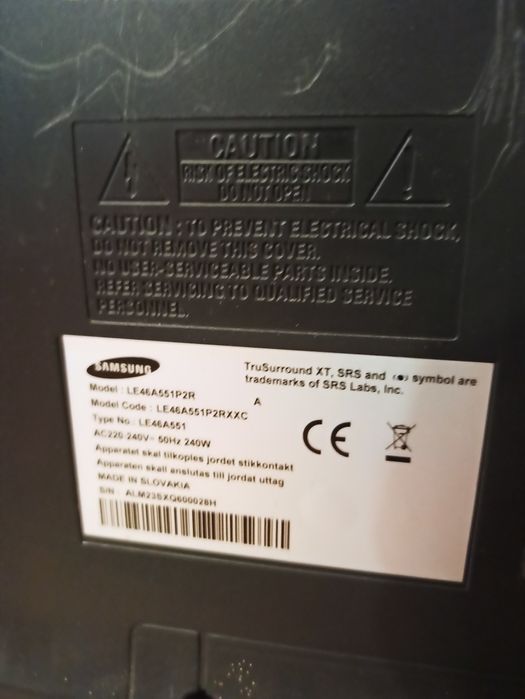 CAUTION
RISK OF ELECTRIC SHOCK
DO NOT OPEN
CAUTION : TO PREVENT ELECTRICAL SHOCK,
DO NOT REMOVE THIS COVER.
NO USER-SERVICEABLE PARTS INSIDE.
REFER SERVICING TO QUALIFIED SERVICE
PERSONNEL.
SAMSUNG
Model : LE46A551P2R
A
Model Code : LE46A551P2RXXC
Type No.: LE46A551
AC220-240V~ 50Hz 240W
Apparatet skal tilkoples jordet stikkontakt
Apparaten skall anslutas till jordat uttag
MADE IN SLOVAKIA
S/N : ALM23SXQ600028H
TruSurround XT, SRS and (●) symbol are
trademarks of SRS Labs, Inc.
CE